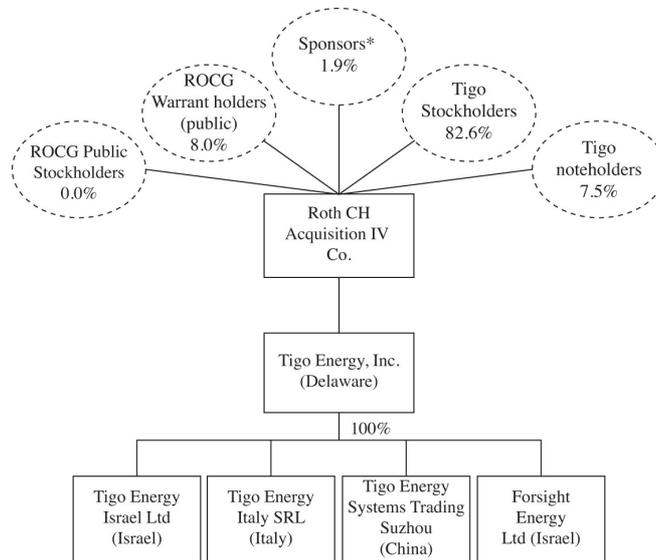 Sponsors*
1.9%
ROCG
Warrant holders
(public)
8.0%
Tigo
Stockholders
82.6%
ROCG Public
Stockholders
0.0%
Tigo
noteholders
7.5%
Roth CH
Acquisition IV
Co.
Tigo Energy, Inc.
(Delaware)
100%
Tigo Energy
Israel Ltd
(Israel)
Tigo Energy
Italy SRL
(Italy)
Tigo Energy
Systems Trading
Suzhou
(China)
Forsight
Energy
Ltd (Israel)